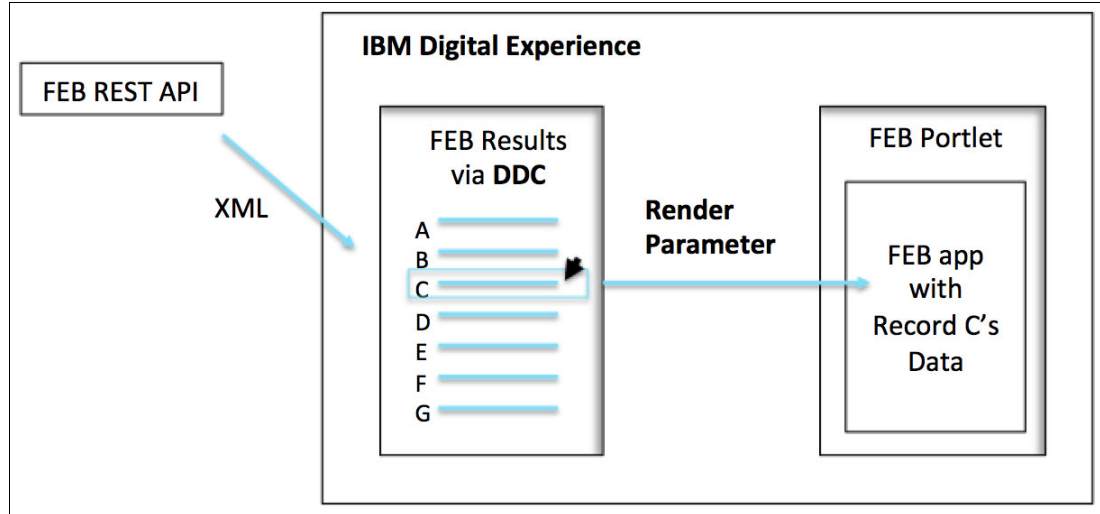 IBM Digital Experience
FEB REST API
XML
FEB Results
via DDC
A
B
C
D
E
F
G
Render
Parameter
FEB Portlet
FEB app
with
Record C's
Data